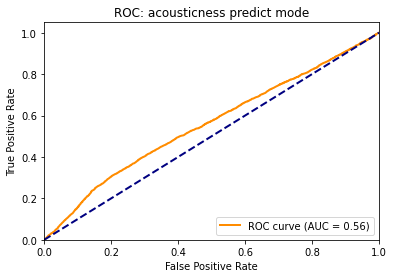 ROC: acousticness predict mode
True Positive Rate
1.0
0.8
0.6
0.4
0.2
0.0
0.0 0.2 0.4 0.6 0.8 1.0
False Positive Rate
ROC curve (AUC = 0.56)